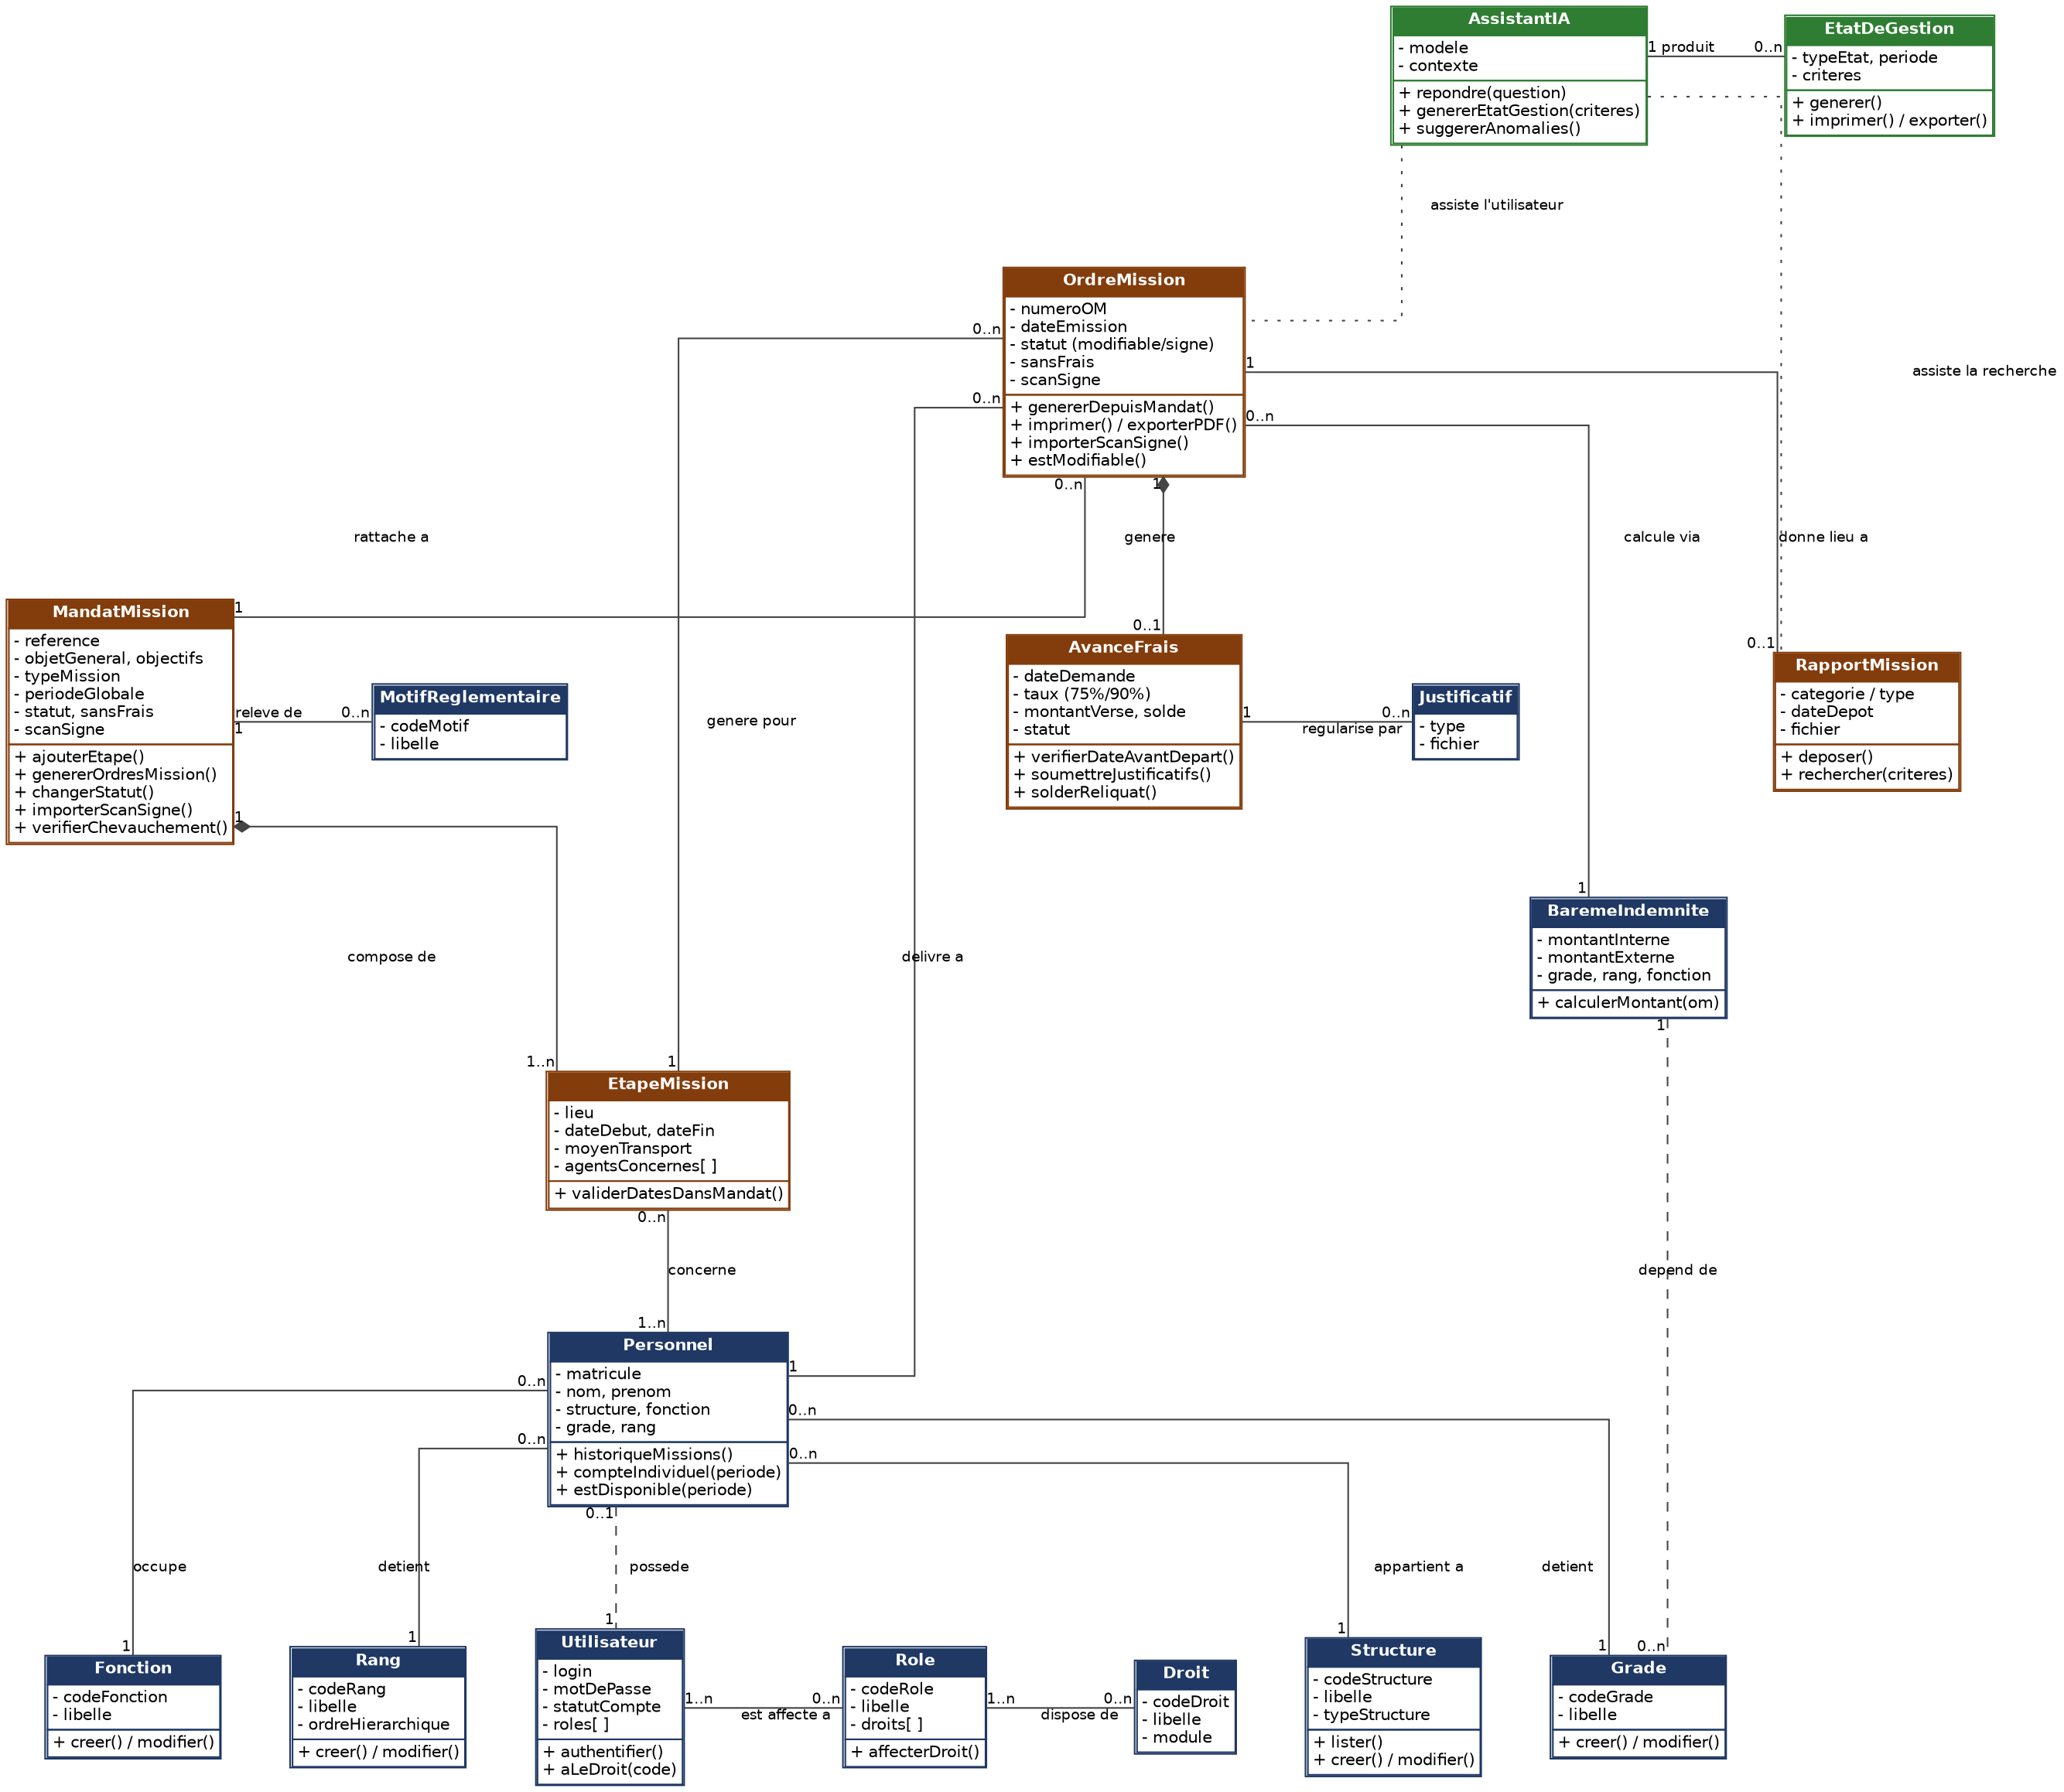 AssistantIA
- modele
- contexte
+ repondre(question)
+ genererEtatGestion(criteres)
+ suggererAnomalies()
1 produit
0..n
EtatDeGestion
- typeEtat, periode
- criteres
+ generer()
+ imprimer() / exporter()
assiste l'utilisateur
assiste la recherche
OrdreMission
- numeroOM
- dateEmission
- statut (modifiable/signe)
- sansFrais
- scanSigne
+ genererDepuisMandat()
+ imprimer() / exporterPDF()
+ importerScanSigne()
+ estModifiable()
0..n
0..n
1
0..n
0..n
1
rattache a
genere
calcule via
donne lieu a
MandatMission
- reference
- objetGeneral, objectifs
- typeMission
- periodeGlobale
- statut, sansFrais
- scanSigne
+ ajouterEtape()
+ genererOrdresMission()
+ changerStatut()
+ importerScanSigne()
+ verifierChevauchement()
1
releve de
1
0..n
1
MotifReglementaire
- codeMotif
- libelle
genere pour
0..1
AvanceFrais
- dateDemande
- taux (75%/90%)
- montantVerse, solde
- statut
+ verifierDateAvantDepart()
+ soumettreJustificatifs()
+ solderReliquat()
1
regularise par
0..n
Justificatif
- type
- fichier
0..1
RapportMission
- categorie / type
- dateDepot
- fichier
+ deposer()
+ rechercher(criteres)
1
BaremeIndemnite
- montantInterne
- montantExterne
- grade, rang, fonction
+ calculerMontant(om)
1
compose de
delivre a
1..n
1
EtapeMission
- lieu
- dateDebut, dateFin
- moyenTransport
- agentsConcernes[ ]
+ validerDatesDansMandat()
0..n
concerne
1..n
depend de
Personnel
- matricule
- nom, prenom
- structure, fonction
- grade, rang
+ historiqueMissions()
+ compteIndividuel(periode)
+ estDisponible(periode)
0..n
0..n
1
0..n
0..n
0..1
occupe
detient
possede
appartient a
detient
1
Fonction
- codeFonction
- libelle
+ creer() / modifier()
1
Rang
- codeRang
- libelle
- ordreHierarchique
+ creer() / modifier()
1
Utilisateur
- login
- motDePasse
- statutCompte
- roles[ ]
+ authentifier()
+ aLeDroit(code)
1..n
est affecte a
0..n
Role
- codeRole
- libelle
- droits[ ]
+ affecterDroit()
1..n
dispose de
0..n
Droit
- codeDroit
- libelle
- module
1
Structure
- codeStructure
- libelle
- typeStructure
+ lister()
+ creer() / modifier()
1
0..n
Grade
- codeGrade
- libelle
+ creer() / modifier()